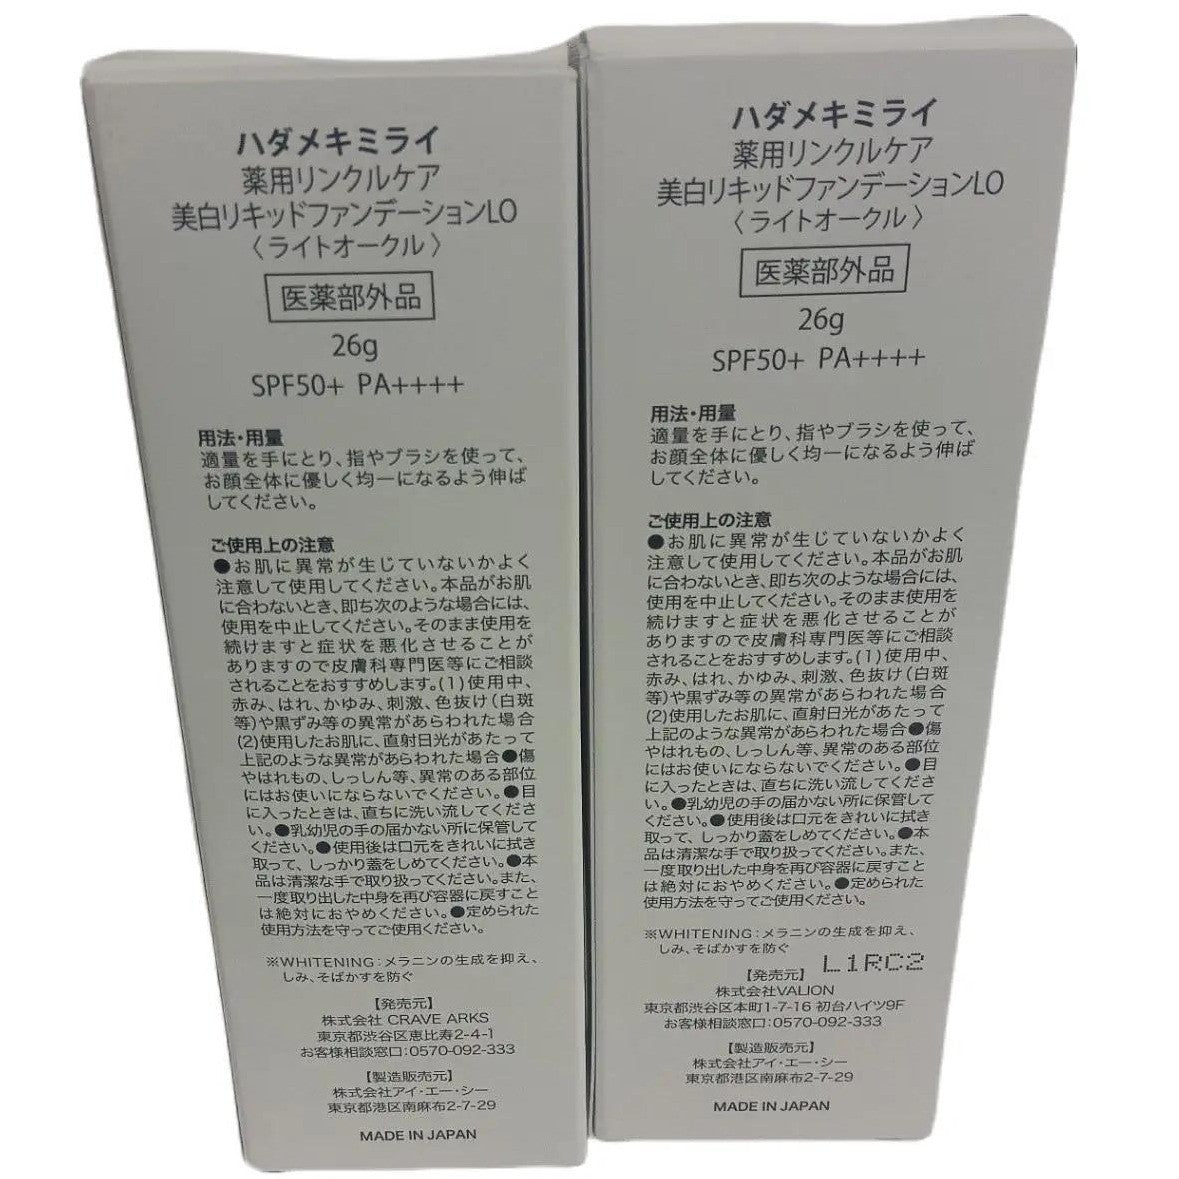 ハダメキミライ
薬用リンクルケア
美白リキッドファンデーションLO
〈ライトオークル〉
医薬部外品
26g
SPF50+ PA++++
用法・用量
適量を手にとり、指やブラシを使って、
お顔全体に優しく均一になるよう伸ば
してください。
ご使用上の注意
●お肌に異常が生じていないかよく
注意して使用してください。本品がお肌
に合わないとき、即ち次のような場合には、
使用を中止してください。そのまま使用を
続けますと症状を悪化させることが
ありますので皮膚科専門医等にご相談
されることをおすすめします。(1)使用中、
赤み、はれ、かゆみ、刺激、色抜け(白斑
等)や黒ずみ等の異常があらわれた場合
(2)使用したお肌に、直射日光があたって
上記のような異常があらわれた場合●傷
やはれもの、しっしん等、異常のある部位
にはお使いにならないでください。●目
に入ったときは、直ちに洗い流してくださ
い。●乳幼児の手の届かない所に保管して
ください。●使用後は口元をきれいに拭き
取って、しっかり蓋をしめてください。●本
品は清潔な手で取り扱ってください。また、
一度取り出した中身を再び容器に戻すこと
は絶対におやめください。●定められた
使用方法を守ってご使用ください。
※WHITENING:メラニンの生成を抑え、
しみ、そばかすを防ぐ
【発売元】
株式会社 CRAVE ARKS
東京都渋谷区恵比寿2-4-1
お客様相談窓口:0570-092-333
【製造販売元】
株式会社アイ・エー・シー
東京都港区南麻布2-7-29
MADE IN JAPAN
ハダメキミライ
薬用リンクルケア
美白リキッドファンデーションLO
〈ライトオークル〉
医薬部外品
26g
SPF50+ PA++++
用法・用量
適量を手にとり、指やブラシを使って、
お顔全体に優しく均一になるよう伸ば
してください。
ご使用上の注意
●お肌に異常が生じていないかよく
注意して使用してください。本品がお肌
に合わないとき、即ち次のような場合には、
使用を中止してください。そのまま使用を
続けますと症状を悪化させることが
ありますので皮膚科専門医等にご相談
されることをおすすめします。(1)使用中、
赤み、はれ、かゆみ、刺激、色抜け(白斑
等)や黒ずみ等の異常があらわれた場合
(2)使用したお肌に、直射日光があたって
上記のような異常があらわれた場合●傷
やはれもの、しっしん等、異常のある部位
にはお使いにならないでください。●目
に入ったときは、直ちに洗い流してくださ
い。●乳幼児の手の届かない所に保管して
ください。●使用後は口元をきれいに拭き
取って、しっかり蓋をしめてください。●本
品は清潔な手で取り扱ってください。また、
一度取り出した中身を再び容器に戻すこと
は絶対におやめください。●定められた
使用方法を守ってご使用ください。
※WHITENING:メラニンの生成を抑え、
しみ、そばかすを防ぐ
L1RC2
【発売元】
株式会社VALION
東京都渋谷区本町1-7-16 初台ハイツ9F
お客様相談窓口:0570-092-333
【製造販売元】
株式会社アイ・エー・シー
東京都港区南麻布2-7-29
MADE IN JAPAN